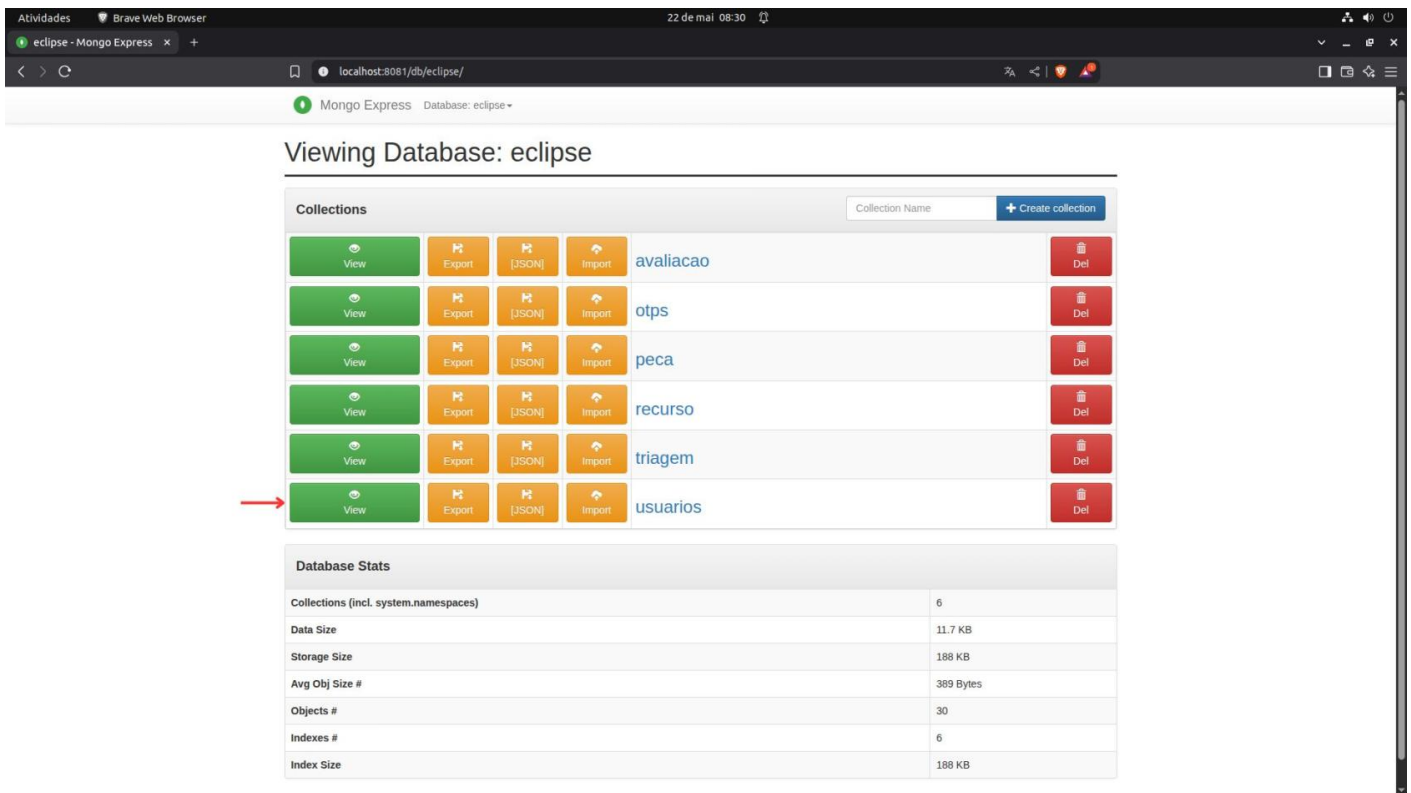 Atividades Brave Web Browser 22 de mai 08:30
eclipse - Mongo Express
localhost:8081/db/eclipse/
Mongo Express Database: eclipse
Viewing Database: eclipse
Collections Collection Name Create collection
View Export [JSON] Import avaliacao Del
View Export [JSON] Import otps Del
View Export [JSON] Import peca Del
View Export [JSON] Import recurso Del
View Export [JSON] Import triagem Del
View Export [JSON] Import usuarios Del
Database Stats
Collections (incl. system.namespaces) 6
Data Size 11.7 KB
Storage Size 188 KB
Avg Obj Size # 389 Bytes
Objects # 30
Indexes # 6
Index Size 188 KB